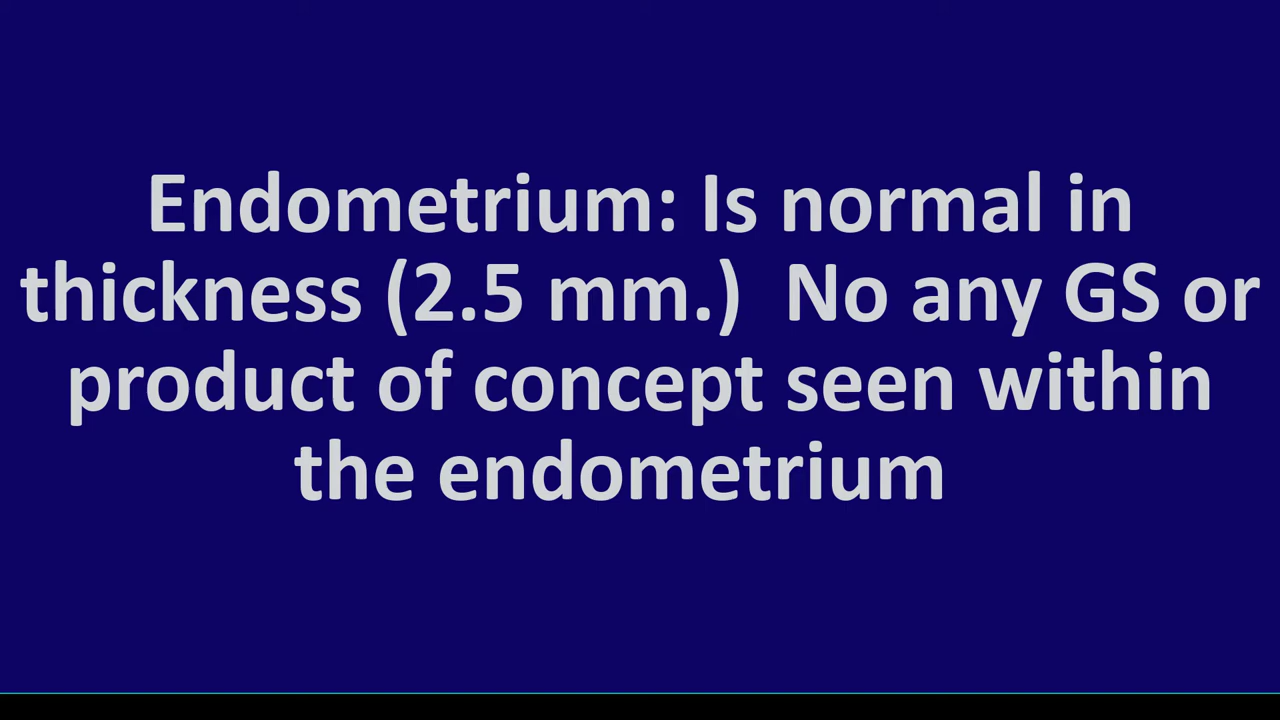 Endometrium: Is normal in
thickness (2.5 mm.)  No any GS or
product of concept seen within
the endometrium